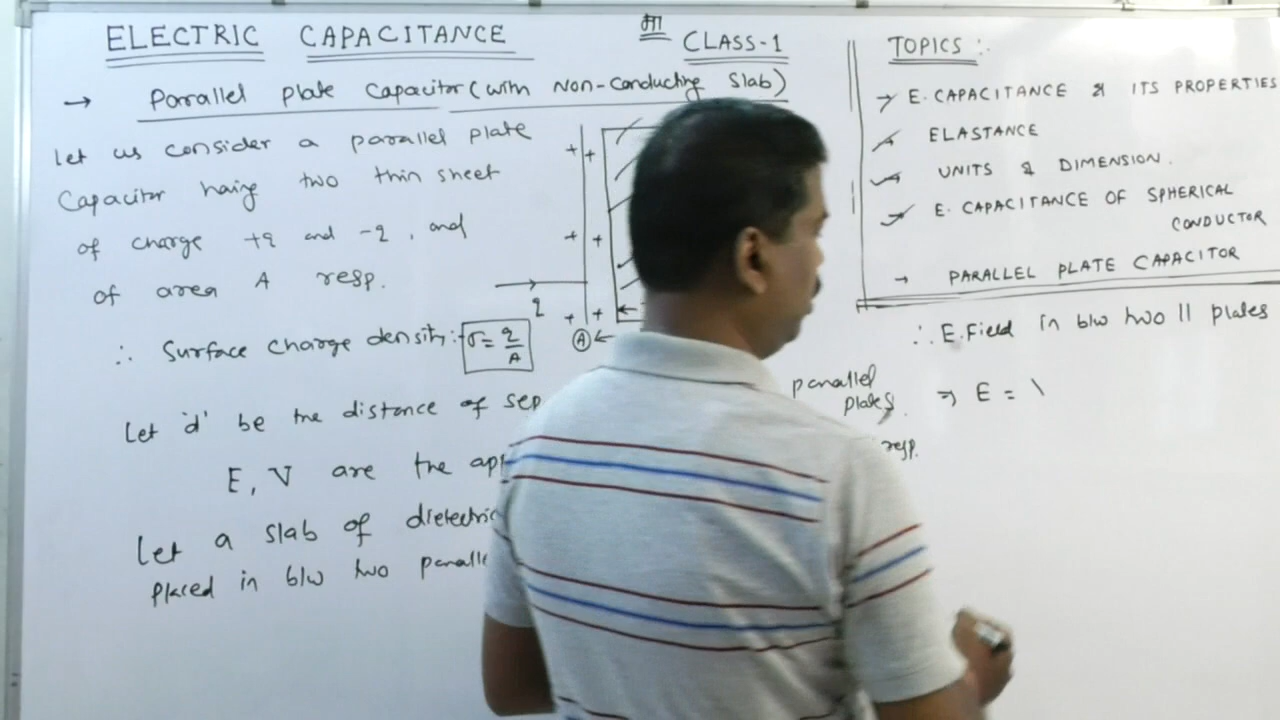 ELECTRIC CAPACITANCE
मा
CLASS-1
→ Parallel plate capacitor (with Non-conducting slab)
Let us consider a parallel plate
capacitor having two thin sheet
of charge +q and -q, and
of area A resp.
∴ Surface charge density:- σ = q/A
Let 'd' be the distance of sep
E, V are the app
Let a slab of dielectric
placed in b/w two paralle
+ +
+ +
+ +
q
A ←
parallel
plates.
resp.
TOPICS :-
→ E. CAPACITANCE & ITS PROPERTIES
ELASTANCE
UNITS & DIMENSION.
E. CAPACITANCE OF SPHERICAL
CONDUCTOR
→ PARALLEL PLATE CAPACITOR
∴ E. Field in b/w two || plates
⇒ E = \